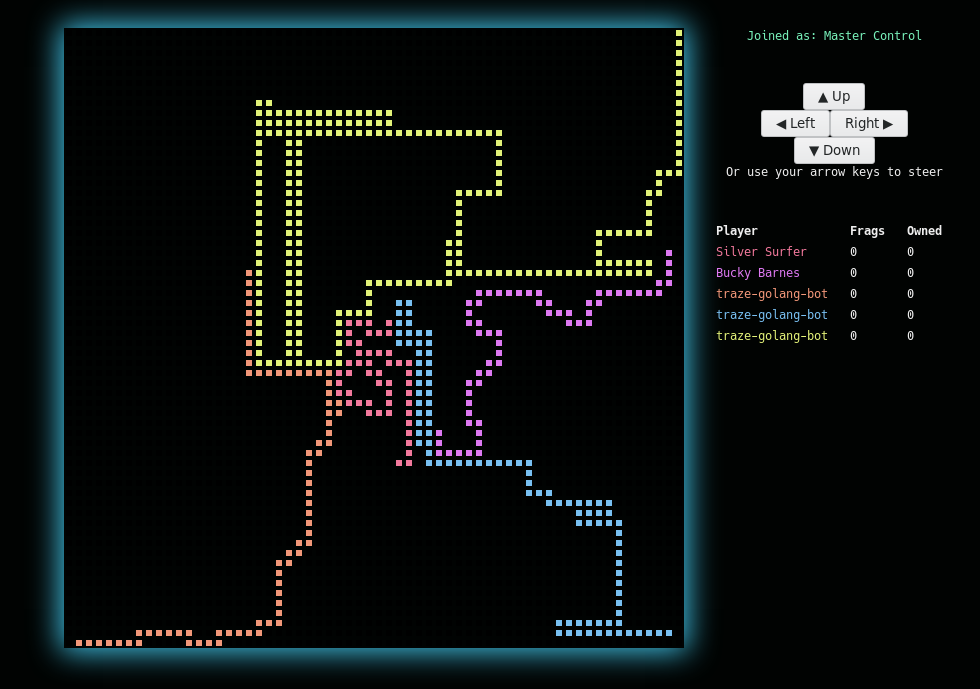 Joined as: Master Control
▲ Up
◀ Left Right ▶
▼ Down
Or use your arrow keys to steer
Player Frags Owned
Silver Surfer 0 0
Bucky Barnes 0 0
traze-golang-bot 0 0
traze-golang-bot 0 0
traze-golang-bot 0 0